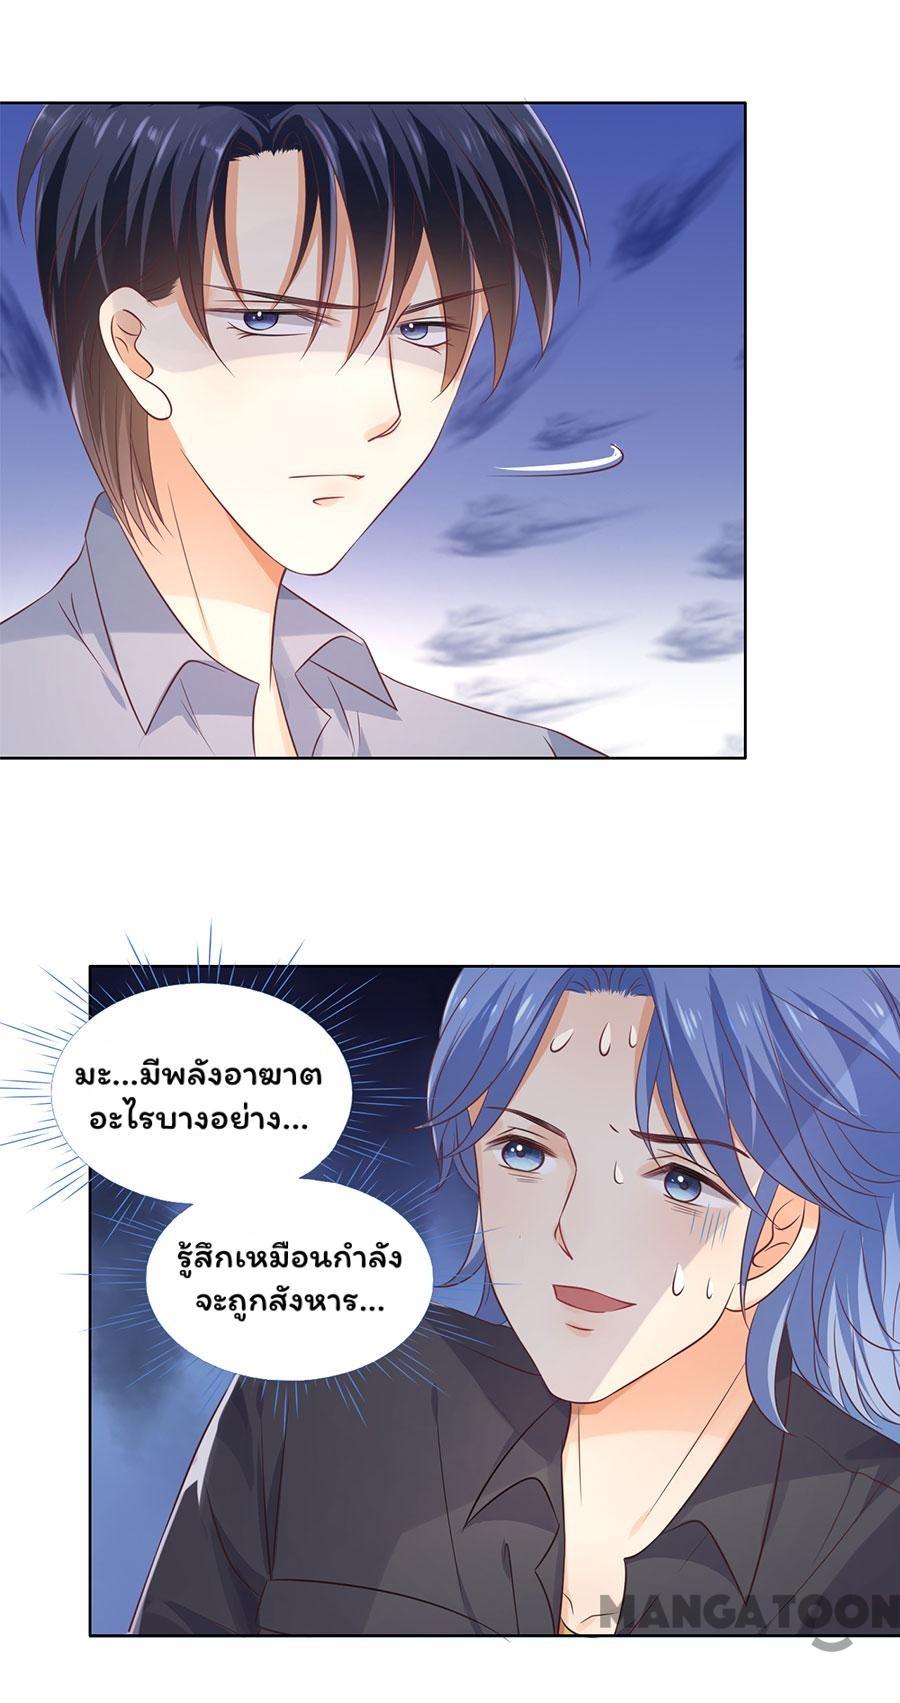 มะ...มีพลังอาฆาต
อะไรบางอย่าง...
รู้สึกเหมือนกำลัง
จะถูกสังหาร...
MANGATOON